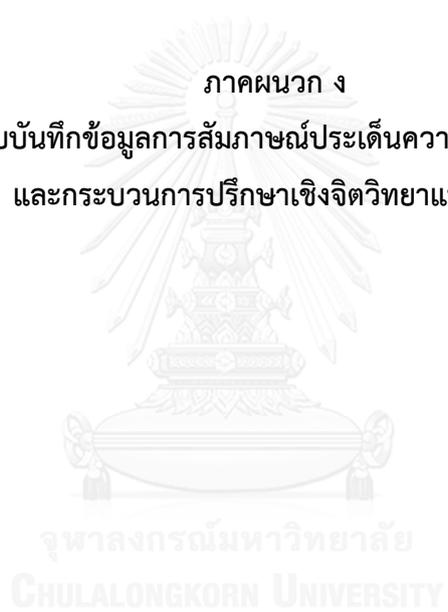 ภาคผนวก ง
บบันทึกข้อมูลการสัมภาษณ์ประเด็นควา
และกระบวนการปรึกษาเชิงจิตวิทยาแ
จุฬาลงกรณ์มหาวิทยาลัย
CHULALONGKORN UNIVERSITY